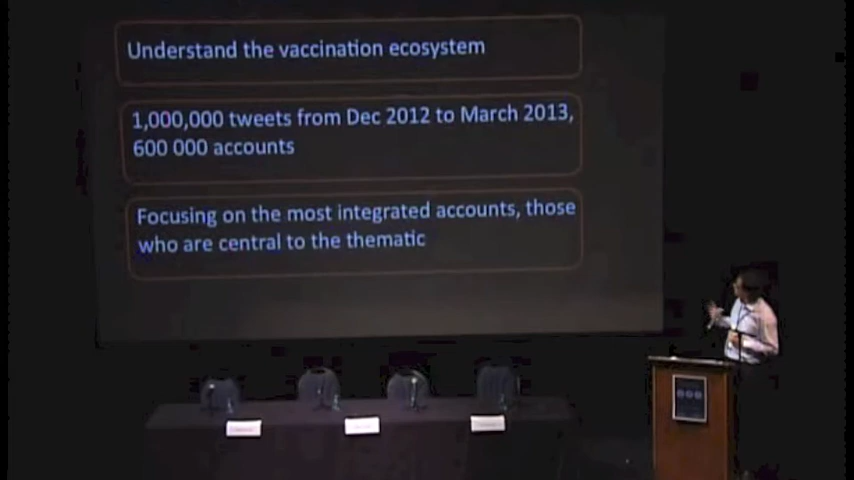 Understand the vaccination ecosystem
1,000,000 tweets from Dec 2012 to March 2013,
600 000 accounts
Focusing on the most integrated accounts, those
who are central to the thematic